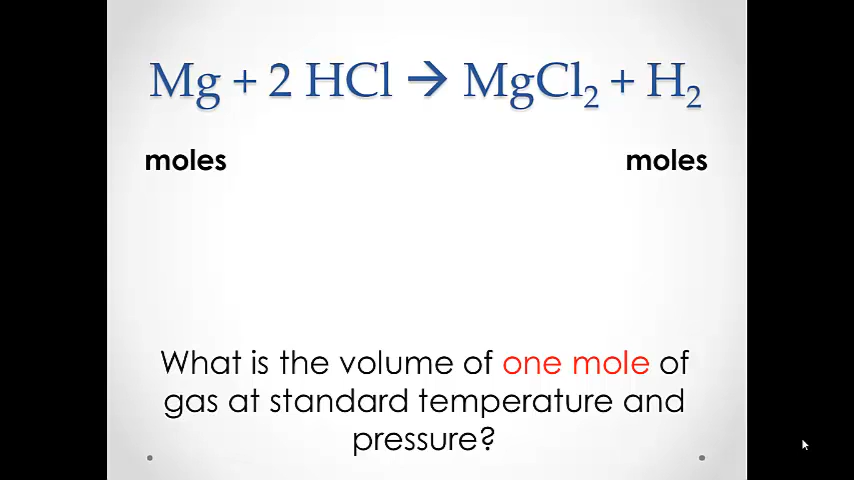 Mg + 2 HCl → MgCl₂ + H₂
moles moles
What is the volume of one mole of
gas at standard temperature and
pressure?